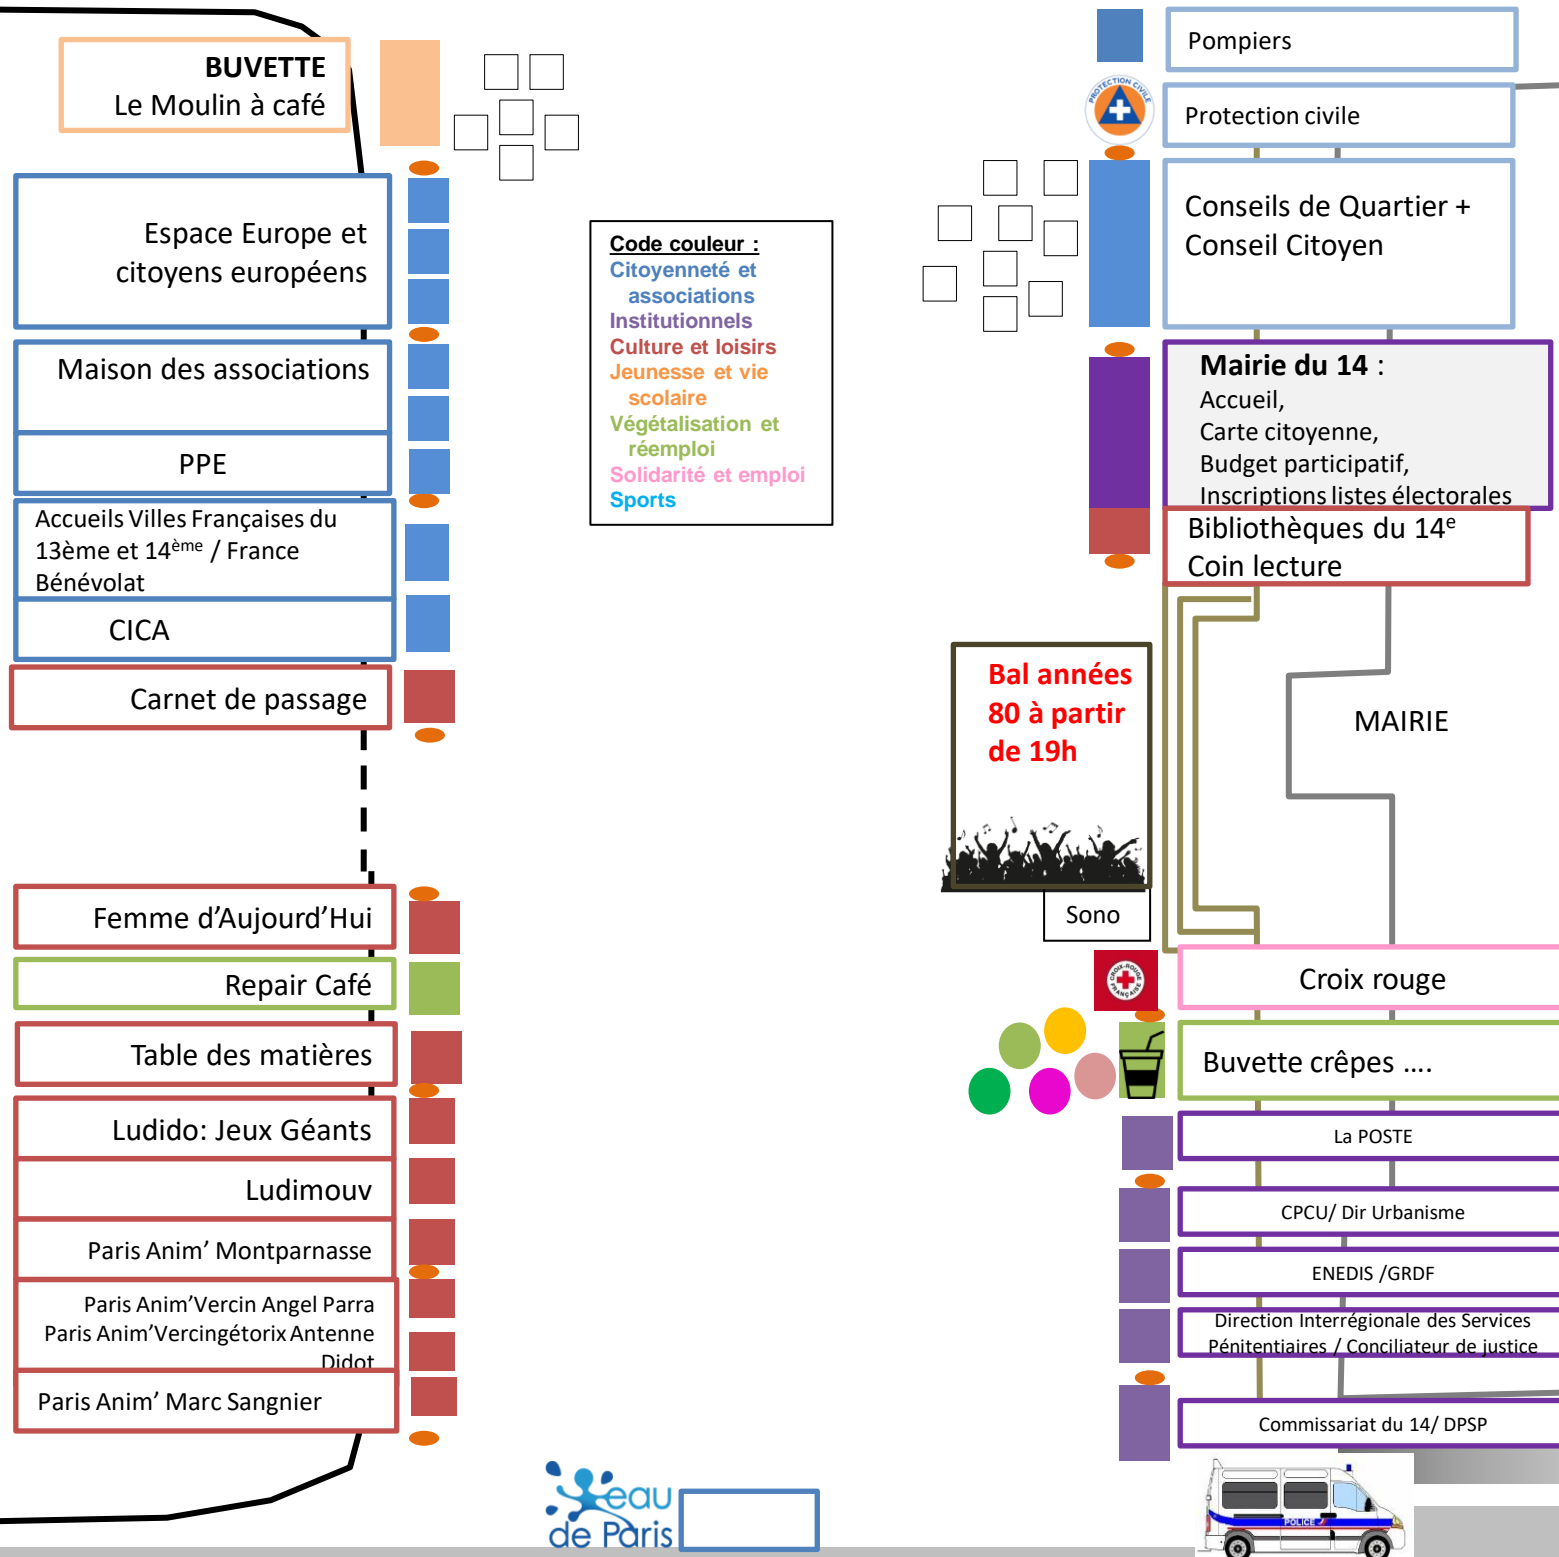 BUVETTE
Le Moulin à café
Espace Europe et
citoyens européens
Maison des associations
PPE
Accueils Villes Françaises du
13ème et 14ème / France
Bénévolat
CICA
Carnet de passage
Femme d'Aujourd'Hui
Repair Café
Table des matières
Ludido: Jeux Géants
Ludimouv
Paris Anim' Montparnasse
Paris Anim'Vercin Angel Parra
Paris Anim'Vercingétorix Antenne
Didot
Paris Anim' Marc Sangnier
Code couleur :
Citoyenneté et
associations
Institutionnels
Culture et loisirs
Jeunesse et vie
scolaire
Végétalisation et
réemploi
Solidarité et emploi
Sports
eau
de Paris
Pompiers
PROTECTION CIVILE
Protection civile
Conseils de Quartier +
Conseil Citoyen
Mairie du 14 :
Accueil,
Carte citoyenne,
Budget participatif,
Inscriptions listes électorales
Bibliothèques du 14e
Coin lecture
Bal années
80 à partir
de 19h
MAIRIE
Sono
CROIX-ROUGE FRANÇAISE
Croix rouge
Buvette crêpes ....
La POSTE
CPCU/ Dir Urbanisme
ENEDIS /GRDF
Direction Interrégionale des Services
Pénitentiaires / Conciliateur de justice
Commissariat du 14/ DPSP
POLICE